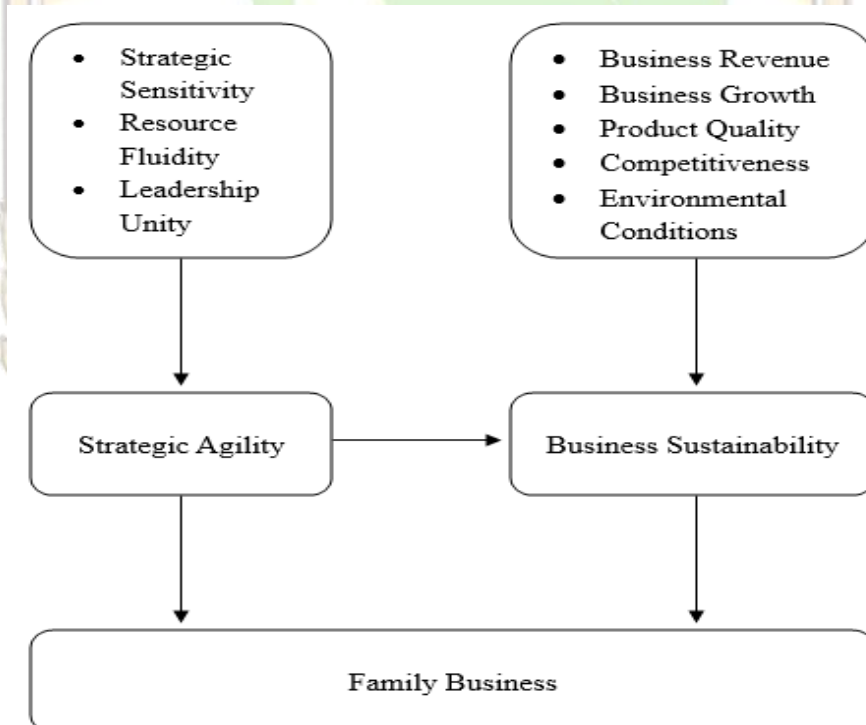 • Strategic
Sensitivity
• Resource
Fluidity
• Leadership
Unity
• Business Revenue
• Business Growth
• Product Quality
• Competitiveness
• Environmental
Conditions
Strategic Agility
Business Sustainability
Family Business